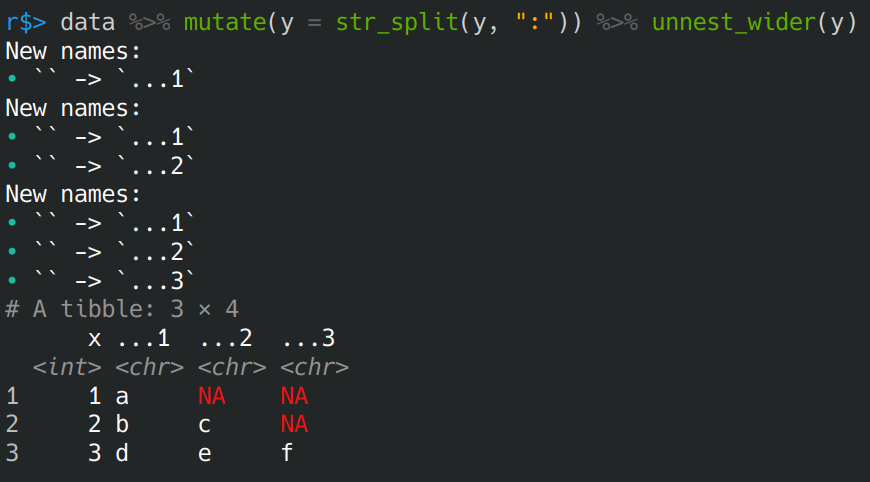 r$> data %>% mutate(y = str_split(y, ":")) %>% unnest_wider(y)
New names:
• `` -> `...1`
New names:
• `` -> `...1`
• `` -> `...2`
New names:
• `` -> `...1`
• `` -> `...2`
• `` -> `...3`
# A tibble: 3 × 4
      x ...1  ...2  ...3
  <int> <chr> <chr> <chr>
1     1 a     NA    NA
2     2 b     c     NA
3     3 d     e     f